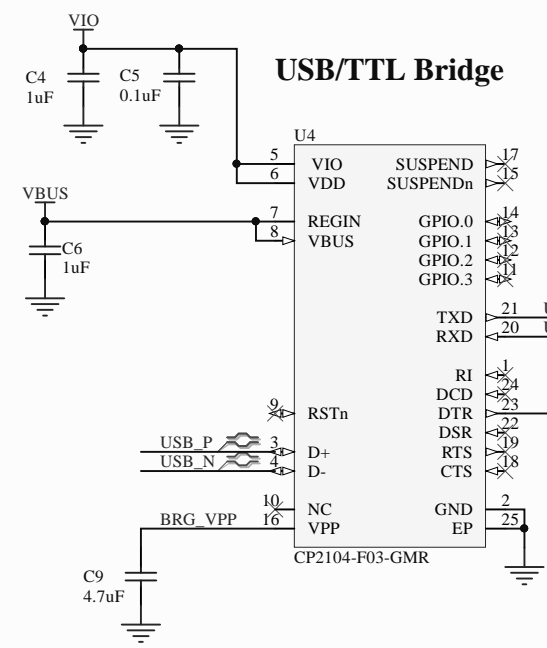 VIO
USB/TTL Bridge
C4
1uF
C5
0.1uF
U4
5 VIO SUSPEND 17
6 VDD SUSPENDn 15
VBUS
7 REGIN GPIO.0 14
8 VBUS GPIO.1 13
GPIO.2 12
GPIO.3 11
C6
1uF
TXD 21 U
RXD 20 U
RI 1
DCD 24
9 RSTn DTR 23
DSR 22
USB_P 3 D+ RTS 19
USB_N 4 D- CTS 18
10 NC GND 2
BRG_VPP 16 VPP EP 25
CP2104-F03-GMR
C9
4.7uF